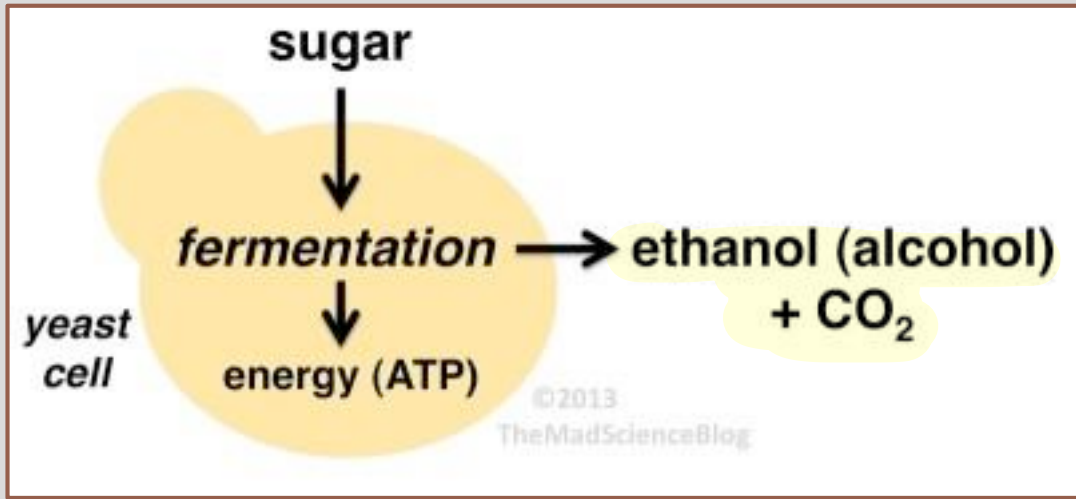 sugar
fermentation
ethanol (alcohol)
+ CO₂
yeast
cell
energy (ATP)
©2013
TheMadScienceBlog